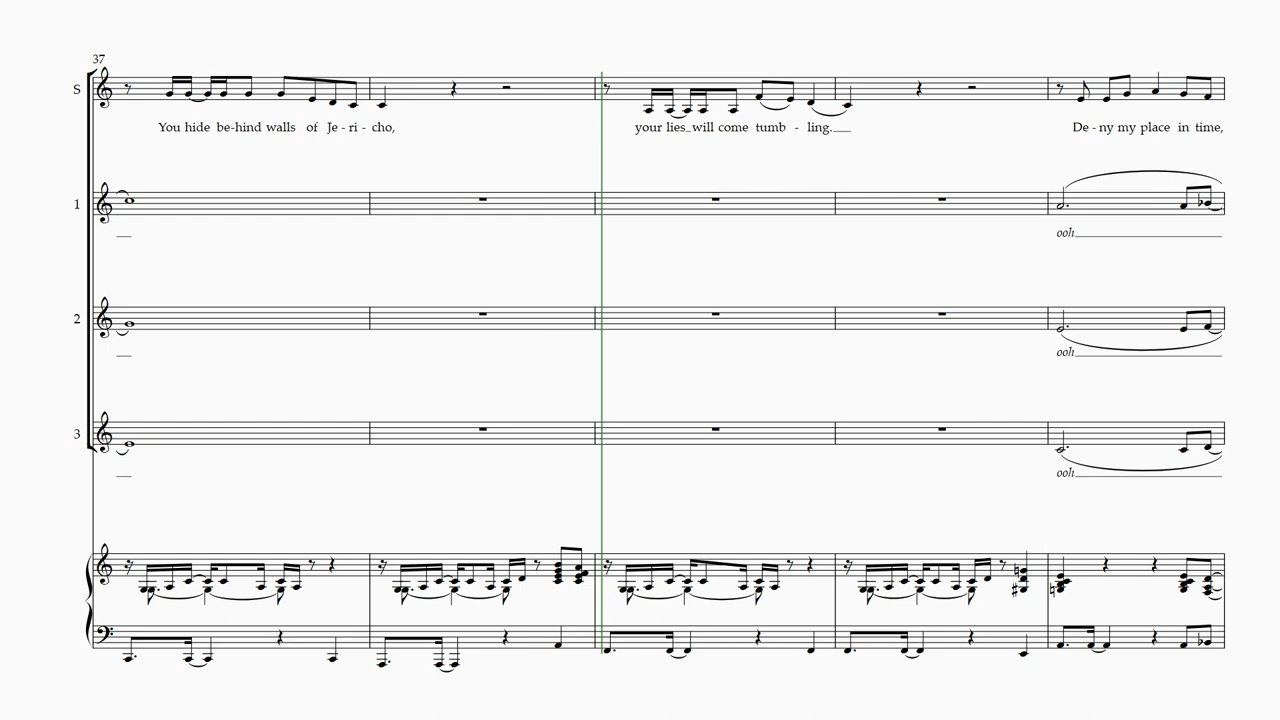 37
S
You hide be-hind walls of Je - ri - cho, your lies_will come tumb - ling.__ De - ny my place in time,
1
ooh
2
ooh
3
ooh